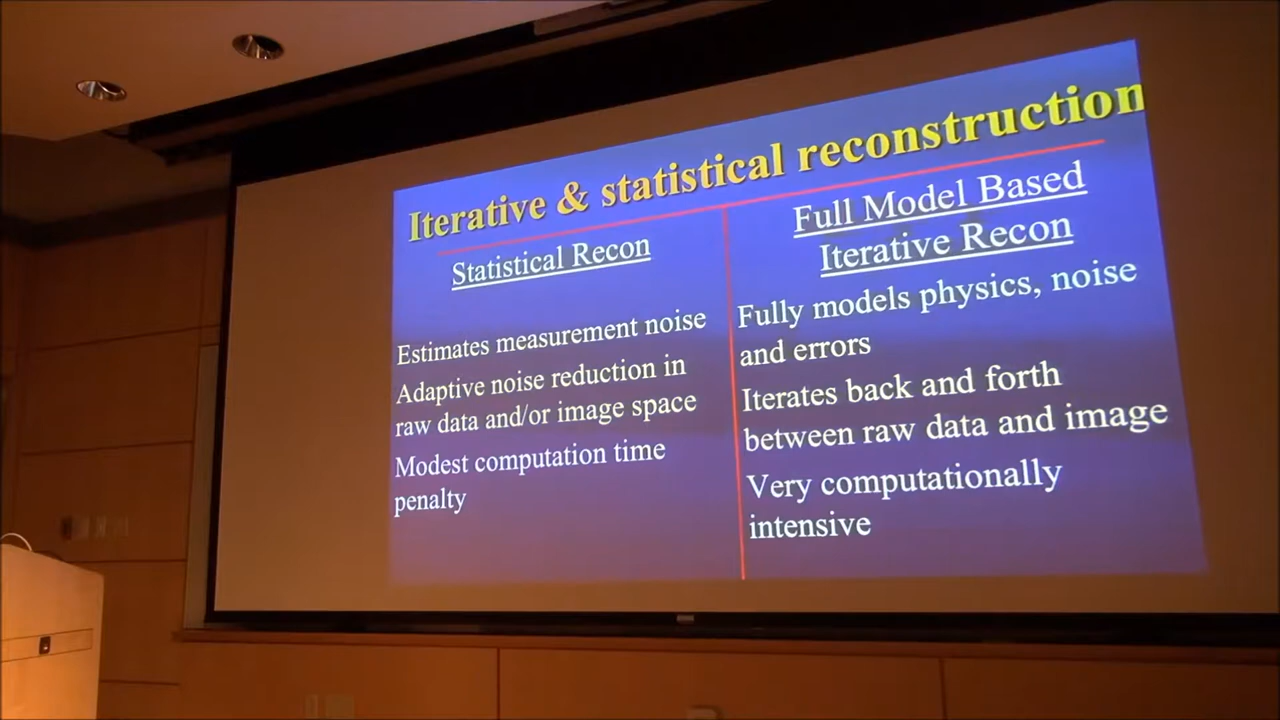 Iterative & statistical reconstruction
Statistical Recon
Estimates measurement noise
Adaptive noise reduction in
raw data and/or image space
Modest computation time
penalty
Full Model Based
Iterative Recon
Fully models physics, noise
and errors
Iterates back and forth
between raw data and image
Very computationally
intensive